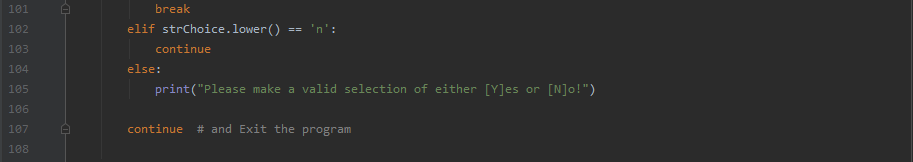 101 break
102 elif strChoice.lower() == 'n':
103 continue
104 else:
105 print("Please make a valid selection of either [Y]es or [N]o!")
106
107 continue  # and Exit the program
108